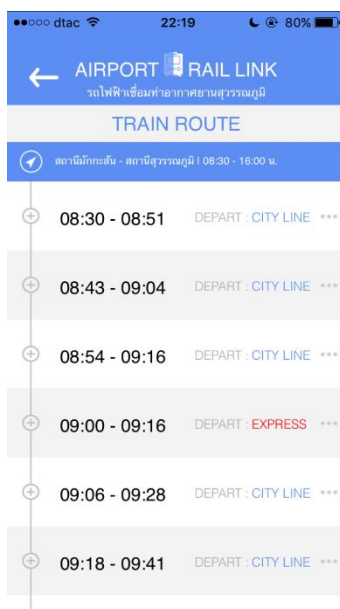 dtac 22:19 80%
AIRPORT RAIL LINK
รถไฟฟ้าเชื่อมท่าอากาศยานสุวรรณภูมิ
TRAIN ROUTE
สถานีมักกะสัน - สถานีสุวรรณภูมิ | 08:30 - 16:00 น.
08:30 - 08:51 DEPART : CITY LINE
08:43 - 09:04 DEPART : CITY LINE
08:54 - 09:16 DEPART : CITY LINE
09:00 - 09:16 DEPART : EXPRESS
09:06 - 09:28 DEPART : CITY LINE
09:18 - 09:41 DEPART : CITY LINE